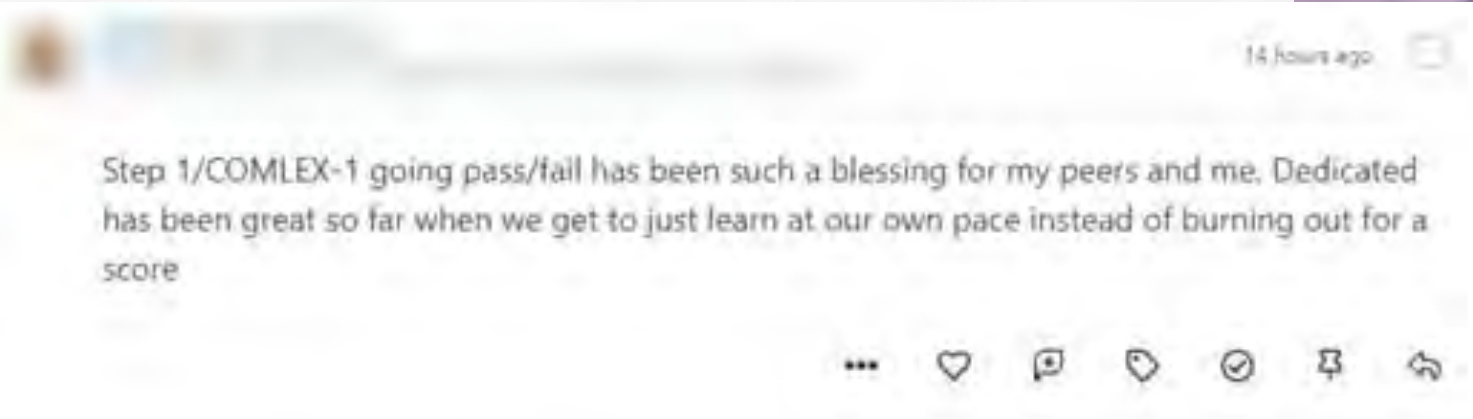 14 hours ago
Step 1/COMLEX-1 going pass/fail has been such a blessing for my peers and me. Dedicated
has been great so far when we get to just learn at our own pace instead of burning out for a
score